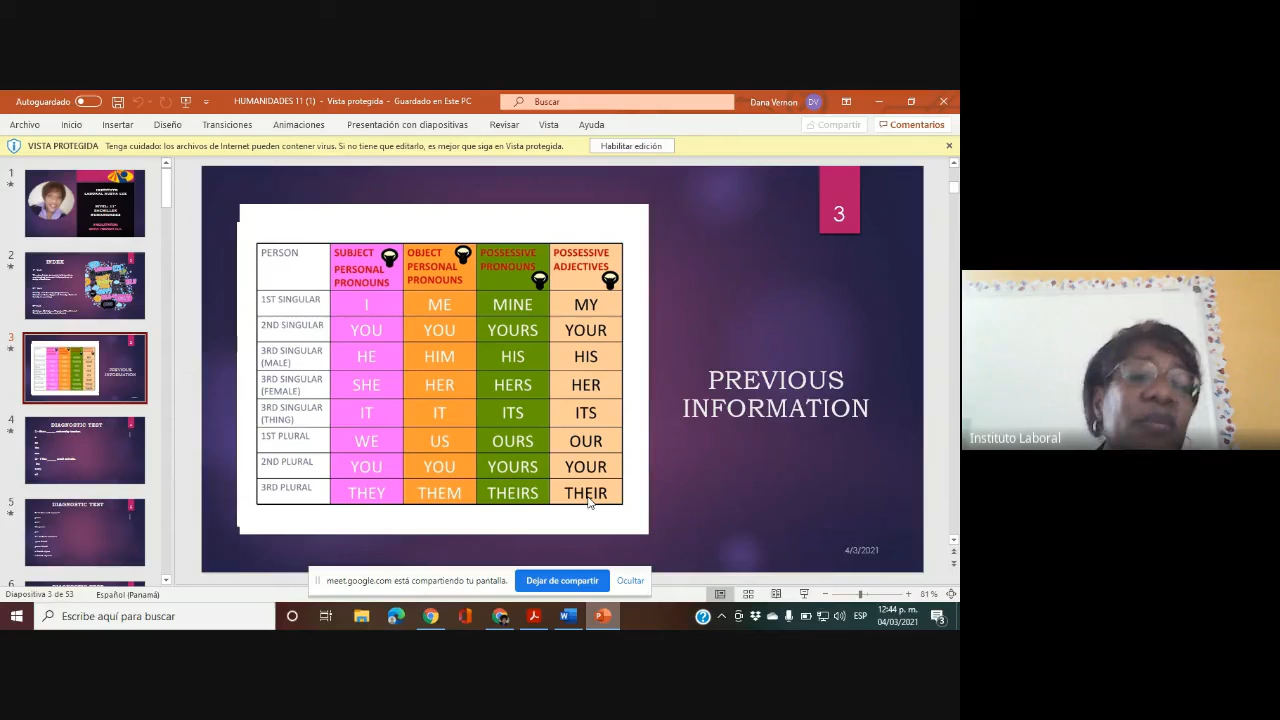 Autoguardado
HUMANIDADES 11 (1) - Vista protegida - Guardado en Este PC
Buscar
Dana Vernon
DV
Archivo Inicio Insertar Diseño Transiciones Animaciones Presentación con diapositivas Revisar Vista Ayuda
Compartir
Comentarios
VISTA PROTEGIDA Tenga cuidado: los archivos de Internet pueden contener virus. Si no tiene que editarlo, es mejor que siga en Vista protegida.
Habilitar edición
1
2
INDEX
3
PREVIOUS
INFORMATION
4
DIAGNOSTIC TEST
5
DIAGNOSTIC TEST
6
3
PERSON
SUBJECT
PERSONAL
PRONOUNS
OBJECT
PERSONAL
PRONOUNS
POSSESSIVE
PRONOUNS
POSSESSIVE
ADJECTIVES
1ST SINGULAR I ME MINE MY
2ND SINGULAR YOU YOU YOURS YOUR
3RD SINGULAR
(MALE)
HE HIM HIS HIS
3RD SINGULAR
(FEMALE)
SHE HER HERS HER
3RD SINGULAR
(THING)
IT IT ITS ITS
1ST PLURAL WE US OURS OUR
2ND PLURAL YOU YOU YOURS YOUR
3RD PLURAL THEY THEM THEIRS THEIR
PREVIOUS
INFORMATION
4/3/2021
Instituto Laboral
meet.google.com está compartiendo tu pantalla.
Dejar de compartir
Ocultar
Diapositiva 3 de 53
Español (Panamá)
81 %
Escribe aquí para buscar
ESP
12:44 p. m.
04/03/2021
3